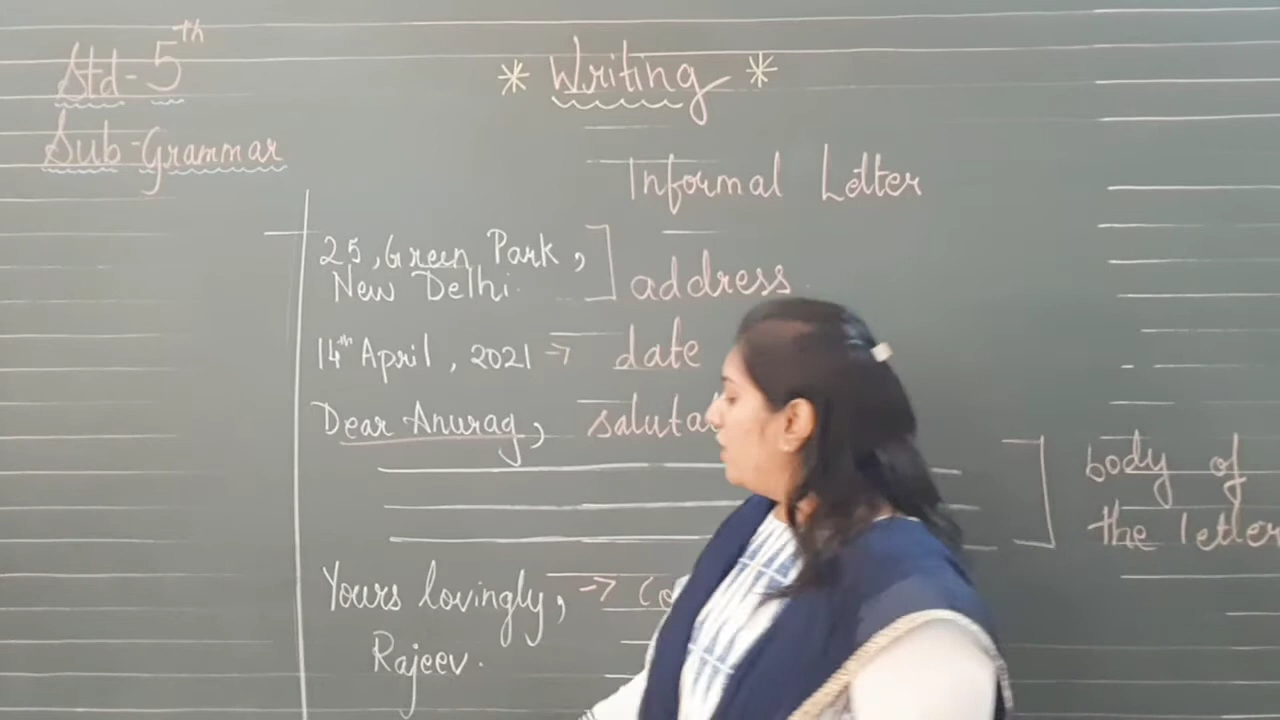 Std - 5th
Sub - Grammar
* Writing *
Informal Letter
25, Green Park,
New Delhi.
address
14th April, 2021 → date
Dear Anurag,
Yours lovingly, →
Rajeev.
body of
the letter